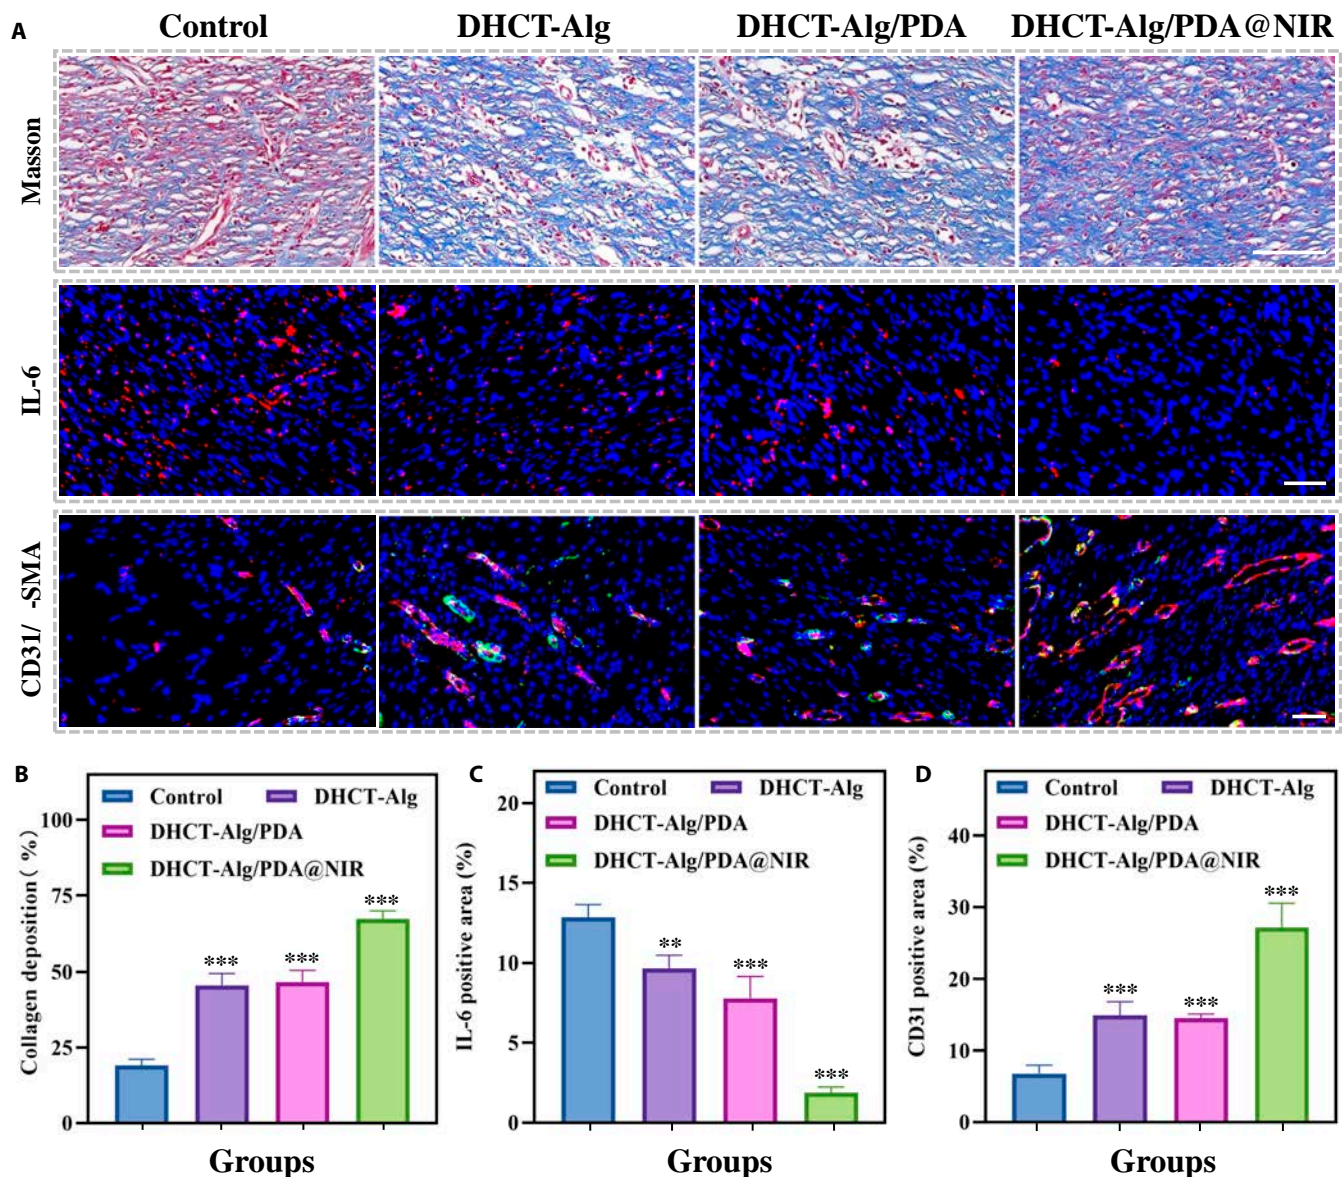 A
Control DHCT-Alg DHCT-Alg/PDA DHCT-Alg/PDA@NIR
Masson
IL-6
CD31/ -SMA
B
Collagen deposition ( %)
100
75
50
25
0
Control DHCT-Alg
DHCT-Alg/PDA
DHCT-Alg/PDA@NIR
***
***
***
Groups
C
IL-6 positive area (%)
20
15
10
5
0
Control DHCT-Alg
DHCT-Alg/PDA
DHCT-Alg/PDA@NIR
**
***
***
Groups
D
CD31 positive area (%)
40
30
20
10
0
Control DHCT-Alg
DHCT-Alg/PDA
DHCT-Alg/PDA@NIR
***
***
***
Groups